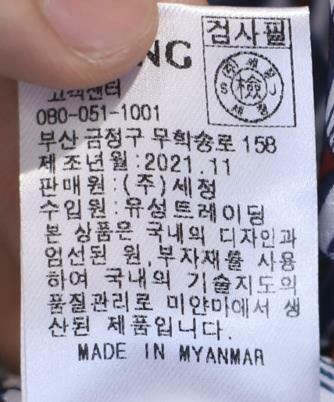 검사필
NG
檢
고객센터
080-051-1001
부산 금정구 무학송로 158
제조년월:2021.11
판매원:(주)세정
수입원:유성트레이딩
본 상품은 국내의 디자인과
엄선된 원,부자재를 사용
하여 국내의 기술지도와
품질관리로 미얀마에서 생
산된 제품입니다.
MADE IN MYANMAR